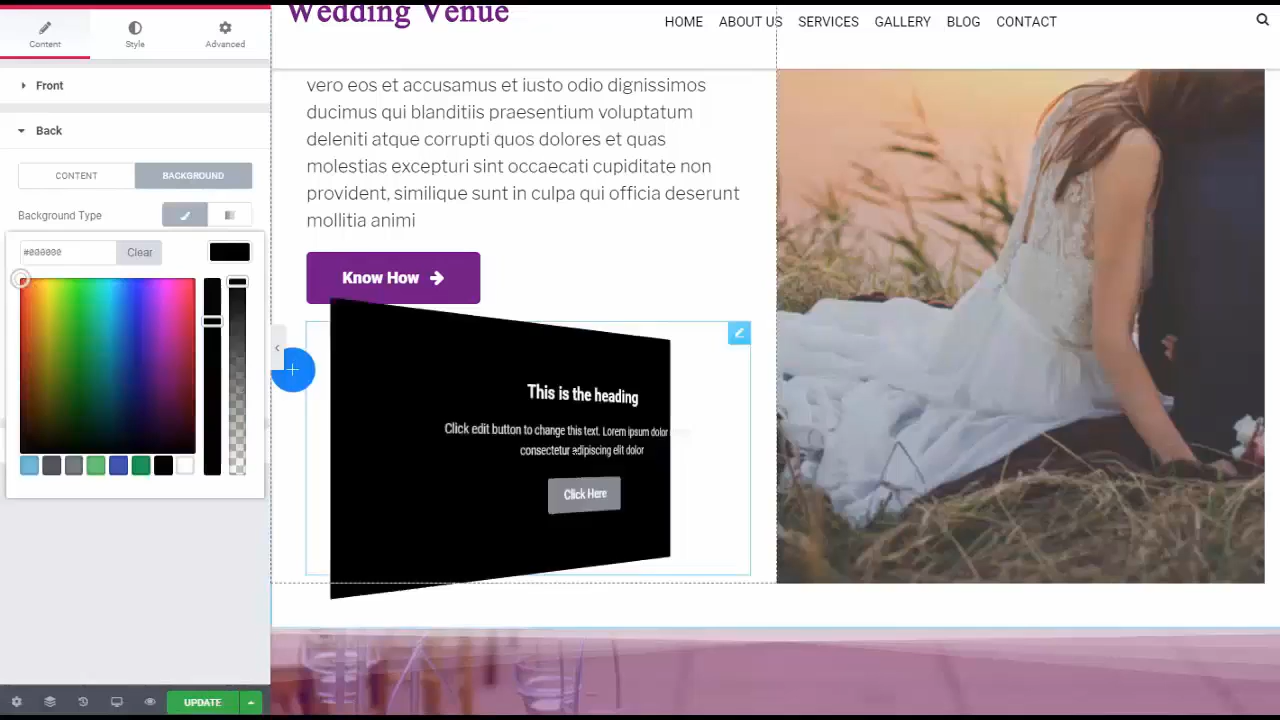 Content
Style
Advanced
Front
Back
CONTENT
BACKGROUND
Background Type
Clear
UPDATE
Wedding Venue
HOME
ABOUT US
SERVICES
GALLERY
BLOG
CONTACT
vero eos et accusamus et iusto odio dignissimos
ducimus qui blanditiis praesentium voluptatum
deleniti atque corrupti quos dolores et quas
molestias excepturi sint occaecati cupiditate non
provident, similique sunt in culpa qui officia deserunt
mollitia animi
Know How
This is the heading
Click edit button to change this text. Lorem ipsum dolor
consectetur adipiscing elit dolor
Click Here